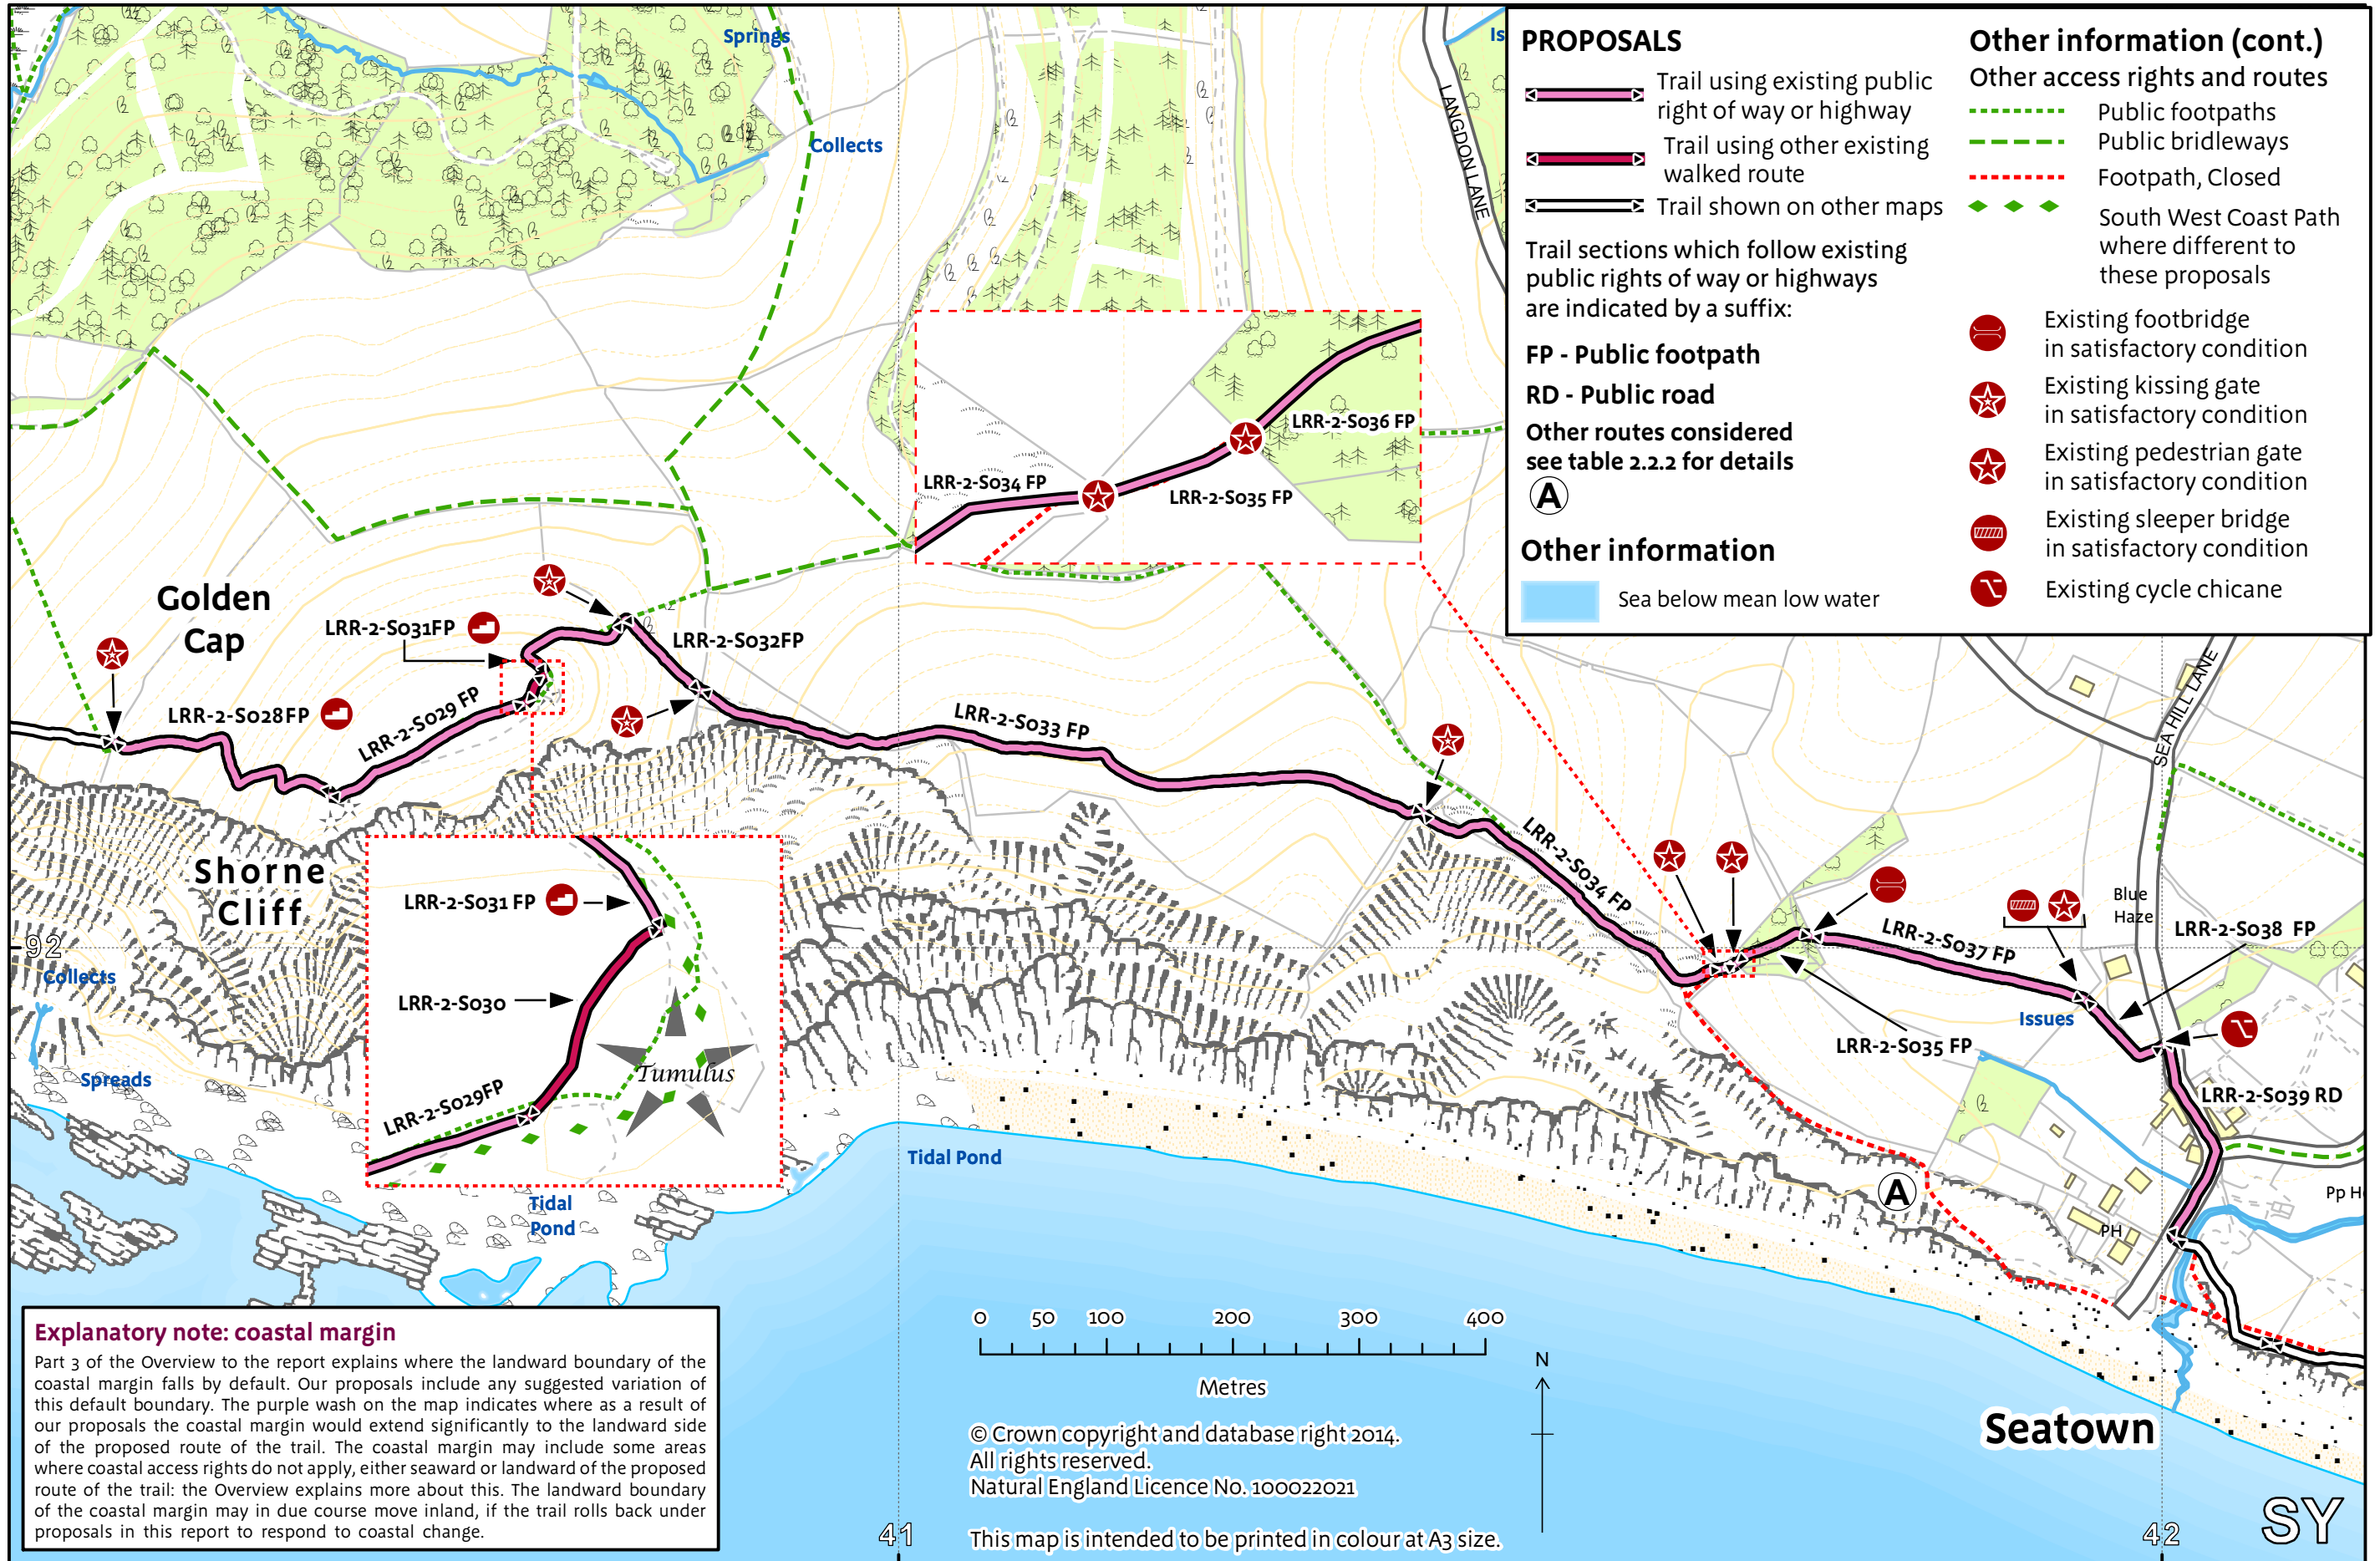 Springs
Collects
Is
LANGDON LANE
PROPOSALS
Trail using existing public
right of way or highway
Trail using other existing
walked route
Trail shown on other maps
Trail sections which follow existing
public rights of way or highways
are indicated by a suffix:
FP - Public footpath
RD - Public road
Other routes considered
see table 2.2.2 for details
A
Other information
Sea below mean low water
Other information (cont.)
Other access rights and routes
Public footpaths
Public bridleways
Footpath, Closed
South West Coast Path
where different to
these proposals
Existing footbridge
in satisfactory condition
Existing kissing gate
in satisfactory condition
Existing pedestrian gate
in satisfactory condition
Existing sleeper bridge
in satisfactory condition
Existing cycle chicane
LRR-2-S036 FP
LRR-2-S034 FP
LRR-2-S035 FP
Golden
Cap
LRR-2-S031FP
LRR-2-S032FP
LRR-2-S028FP
LRR-2-S029 FP
LRR-2-S033 FP
LRR-2-S034 FP
SEA HILL LANE
Shorne
Cliff
92
Collects
Spreads
LRR-2-S031 FP
LRR-2-S030
Tumulus
LRR-2-S029FP
Blue
Haze
LRR-2-S037 FP
LRR-2-S038 FP
Issues
LRR-2-S035 FP
LRR-2-S039 RD
Tidal Pond
Tidal
Pond
A
PH
Pp H
Explanatory note: coastal margin
Part 3 of the Overview to the report explains where the landward boundary of the
coastal margin falls by default. Our proposals include any suggested variation of
this default boundary. The purple wash on the map indicates where as a result of
our proposals the coastal margin would extend significantly to the landward side
of the proposed route of the trail. The coastal margin may include some areas
where coastal access rights do not apply, either seaward or landward of the proposed
route of the trail: the Overview explains more about this. The landward boundary
of the coastal margin may in due course move inland, if the trail rolls back under
proposals in this report to respond to coastal change.
0 50 100 200 300 400
Metres
N
© Crown copyright and database right 2014.
All rights reserved.
Natural England Licence No. 100022021
This map is intended to be printed in colour at A3 size.
Seatown
41
42
SY